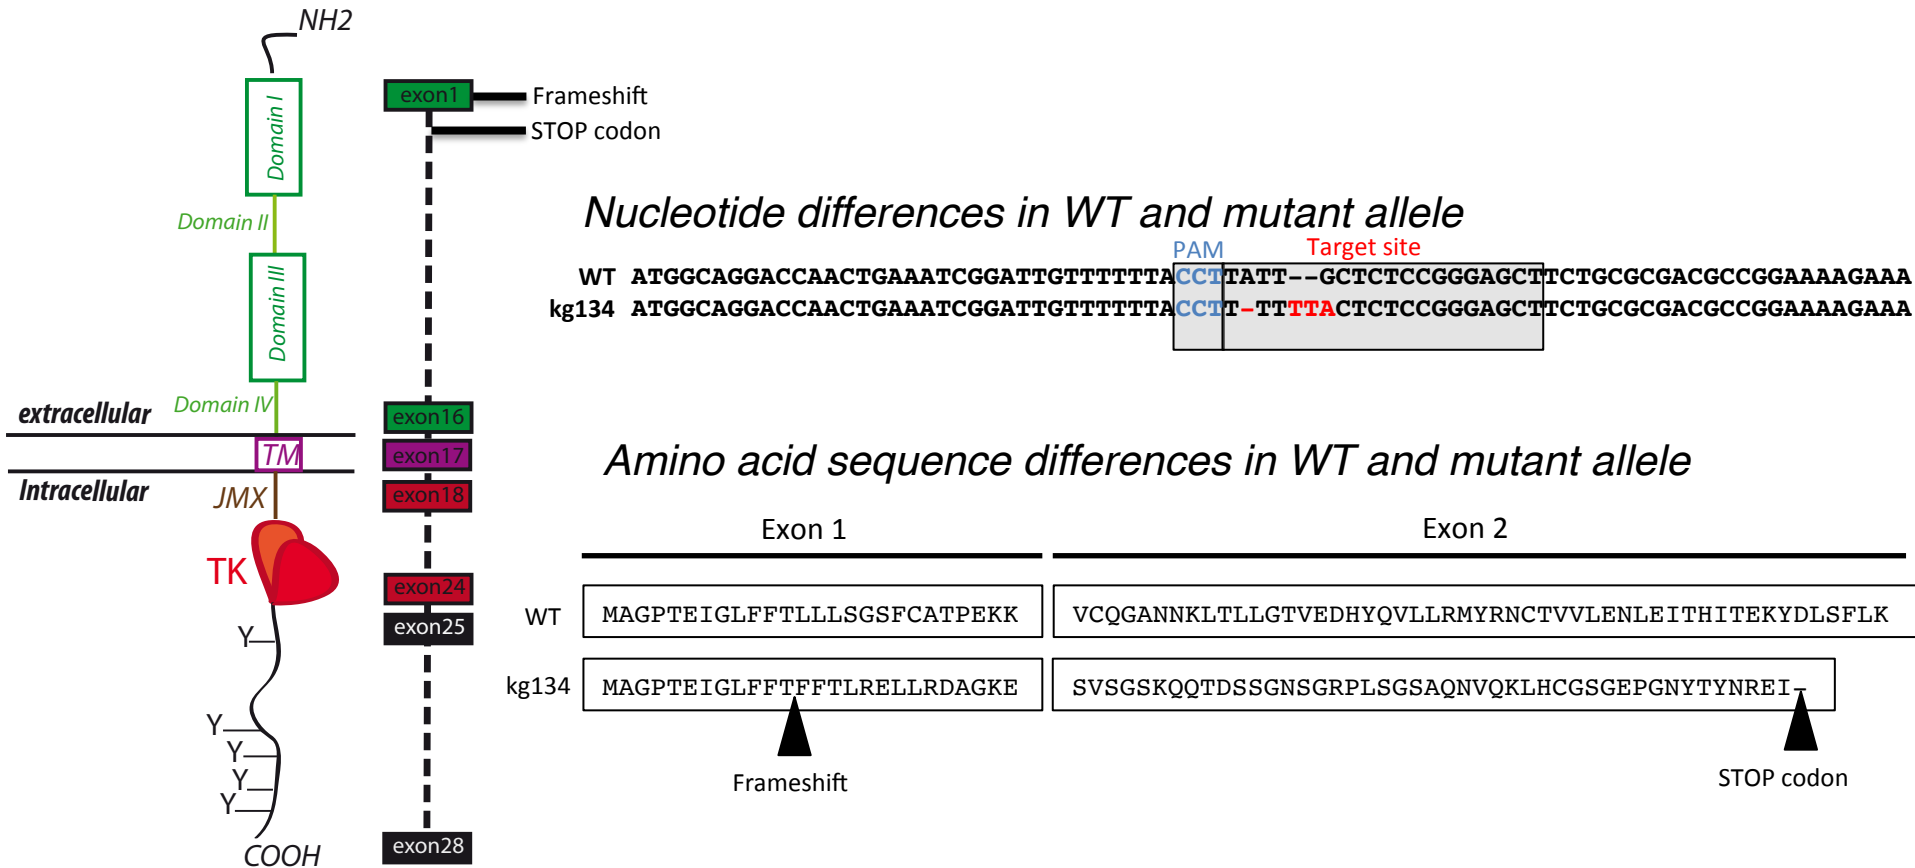 NH2
Domain I
Domain II
Domain III
Domain IV
extracellular
TM
Intracellular
JMX
TK
Y
Y
Y
Y
Y
COOH
exon1
Frameshift
STOP codon
exon16
exon17
exon18
exon24
exon25
exon28
Nucleotide differences in WT and mutant allele
PAM Target site
WT ATGGCAGGACCAACTGAAATCGGATTGTTTTTTACCTTATT--GCTCTCCGGGAGCTTCTGCGCGACGCCGGAAAAGAAA
kg134 ATGGCAGGACCAACTGAAATCGGATTGTTTTTTACCTT-TTTTACTCTCCGGGAGCTTCTGCGCGACGCCGGAAAAGAAA
Amino acid sequence differences in WT and mutant allele
Exon 1 Exon 2
WT MAGPTEIGLFFTLLLSGSFCATPEKK VCQGANNKLTLLGTVEDHYQVLLRMYRNCTVVLENLEITHITEKYDLSFLK
kg134 MAGPTEIGLFFTFFTLRELLRDAGKE SVSGSKQQTDSSGNSGRPLSGSAQNVQKLHCGSGEPGNYTYNREI-
Frameshift STOP codon